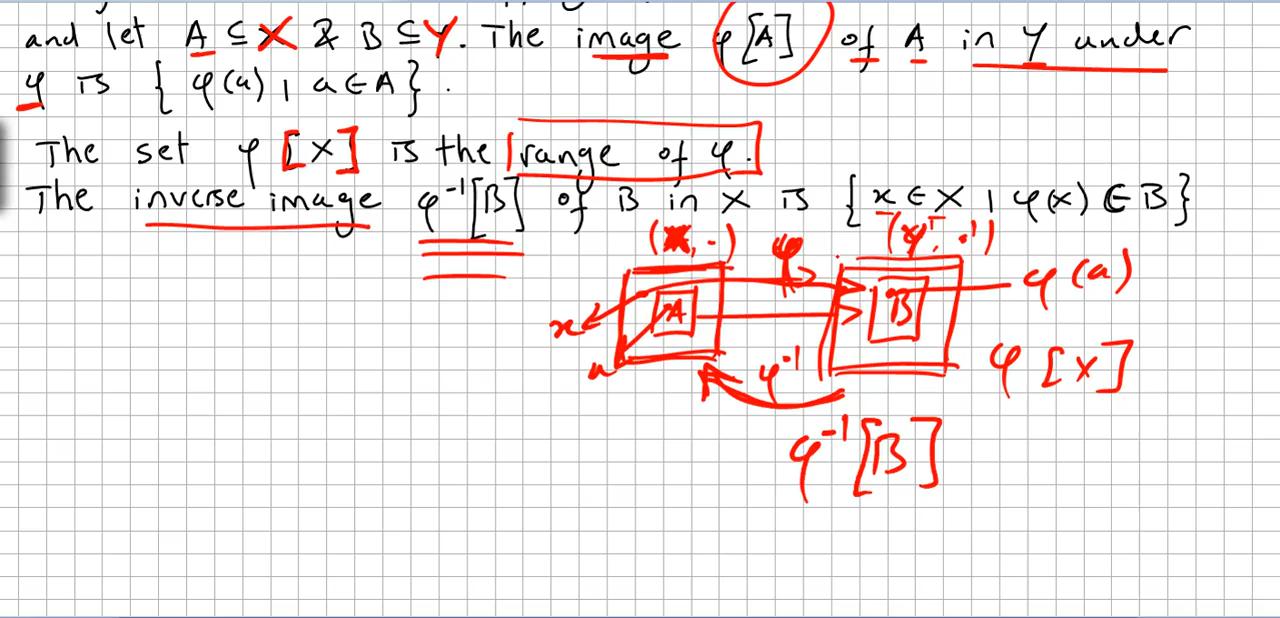 and let A ⊆ X & B ⊆ Y. The image φ[A] of A in Y under
φ is { φ(a) | a ∈ A } .
The set φ [X] is the range of φ.
The inverse image φ⁻¹[B] of B in X is {x ∈ X | φ(x) ∈ B}
φ
x A B φ(a)
a φ⁻¹ φ [X]
φ⁻¹[B]